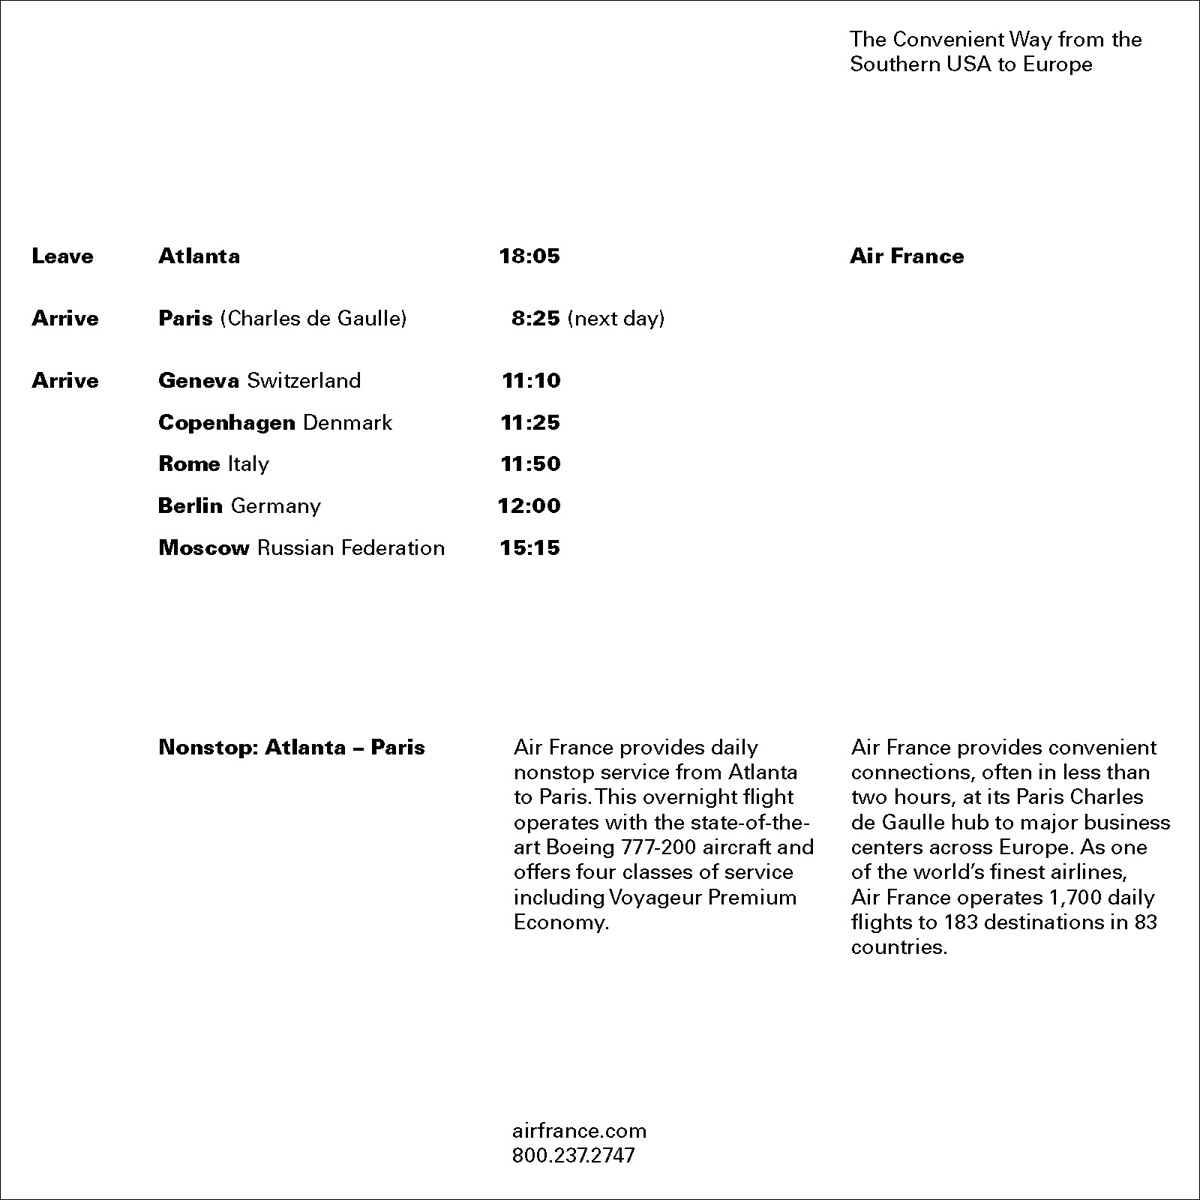 The Convenient Way from the
Southern USA to Europe
Leave Atlanta 18:05 Air France
Arrive Paris (Charles de Gaulle) 8:25 (next day)
Arrive Geneva Switzerland 11:10
Copenhagen Denmark 11:25
Rome Italy 11:50
Berlin Germany 12:00
Moscow Russian Federation 15:15
Nonstop: Atlanta – Paris
Air France provides daily
nonstop service from Atlanta
to Paris. This overnight flight
operates with the state-of-the-
art Boeing 777-200 aircraft and
offers four classes of service
including Voyageur Premium
Economy.
Air France provides convenient
connections, often in less than
two hours, at its Paris Charles
de Gaulle hub to major business
centers across Europe. As one
of the world's finest airlines,
Air France operates 1,700 daily
flights to 183 destinations in 83
countries.
airfrance.com
800.237.2747